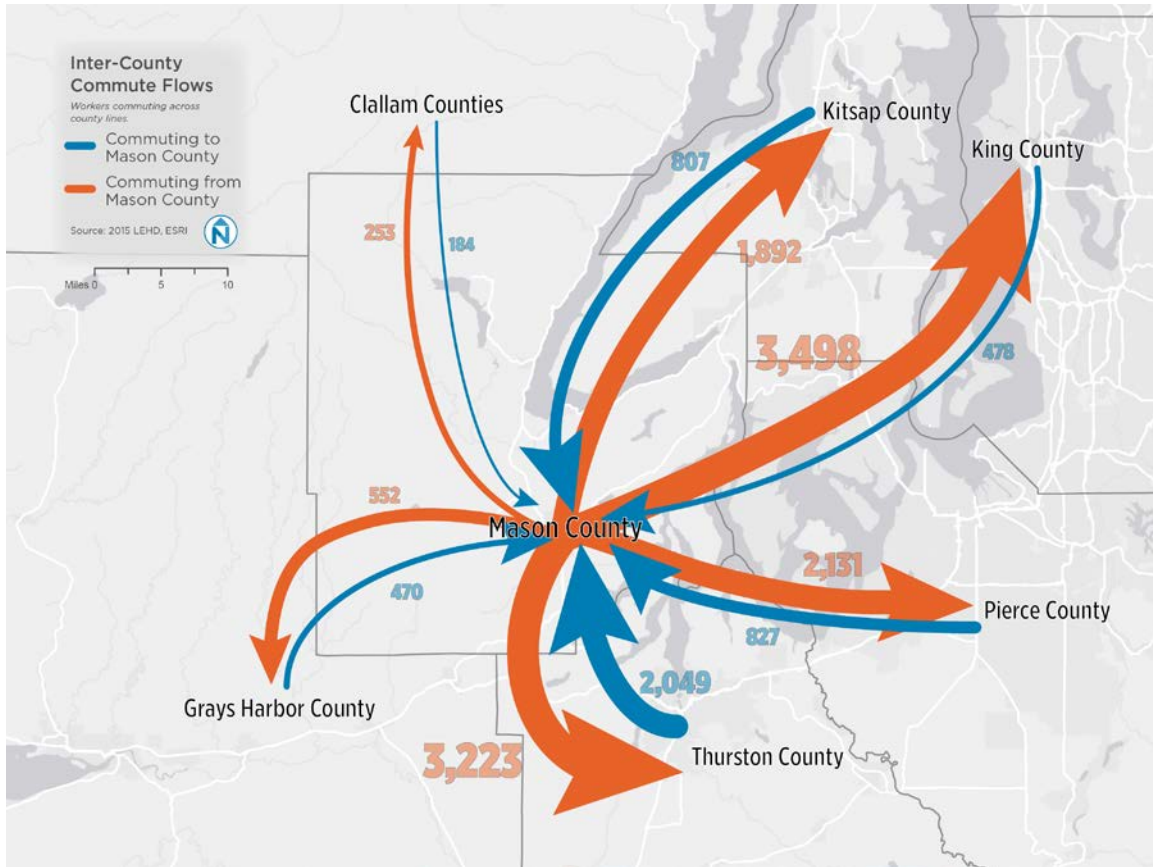 Inter-County
Commute Flows
Workers commuting across
county lines.
Commuting to
Mason County
Commuting from
Mason County
Source: 2015 LEHD, ESRI
N
Miles 0 5 10
Clallam Counties
Kitsap County
King County
807
253
184
1,892
3,498
478
552
Mason County
470
2,131
827
Pierce County
2,049
Grays Harbor County
3,223
Thurston County